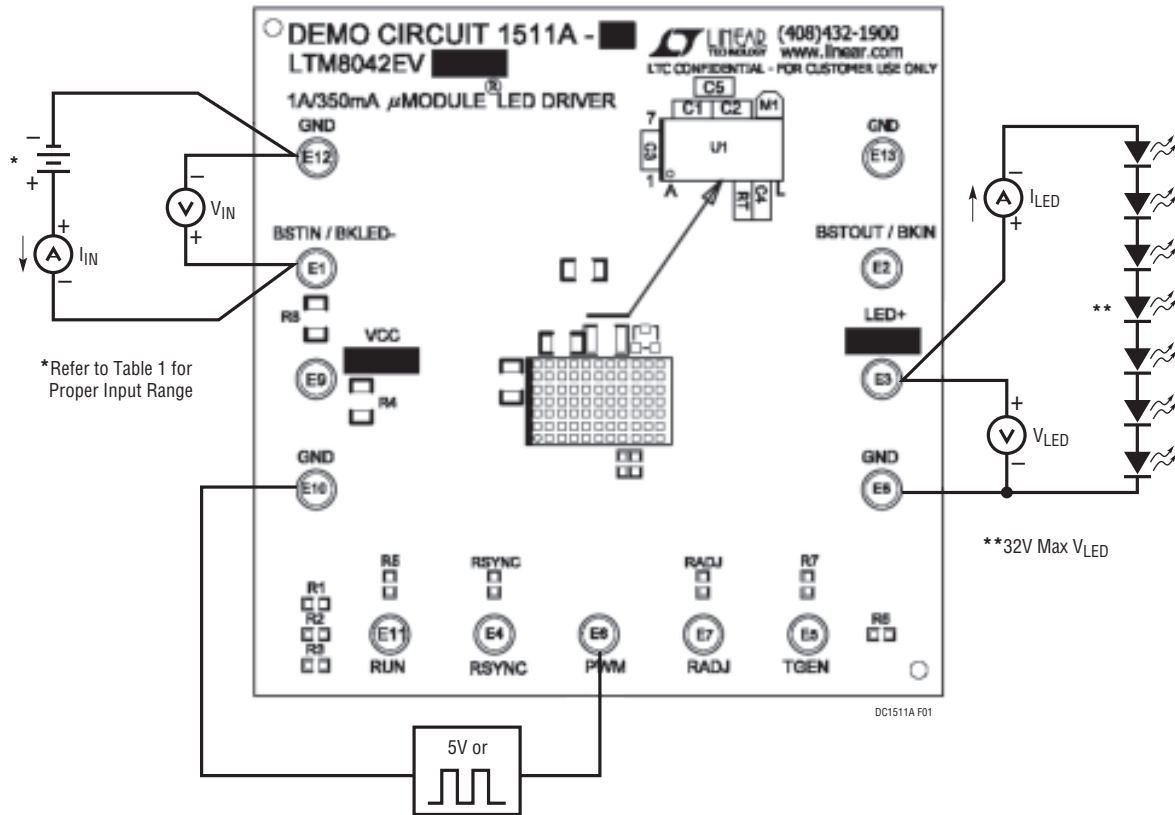 DEMO CIRCUIT 1511A -
LTM8042EV
LINEAR
TECHNOLOGY
(408)432-1900
www.linear.com
LTC CONFIDENTIAL - FOR CUSTOMER USE ONLY
1A/350mA μMODULE® LED DRIVER
C5
C1
C2
M1
7
C3
1
U1
A
RT
C4
L
GND
E12
GND
E13
*
−
+
V
−
+
VIN
+
A
−
IIN
BSTIN / BKLED-
E1
R8
VCC
E9
R4
*Refer to Table 1 for
Proper Input Range
BSTOUT / BKIN
E2
LED+
E3
−
A
+
ILED
**
+
V
−
VLED
GND
E10
GND
**32V Max VLED
R5
RSYNC
RADJ
R7
R1
R2
R3
E11
E4
E6
E7
E5
RUN
RSYNC
PWM
RADJ
TGEN
DC1511A F01
5V or